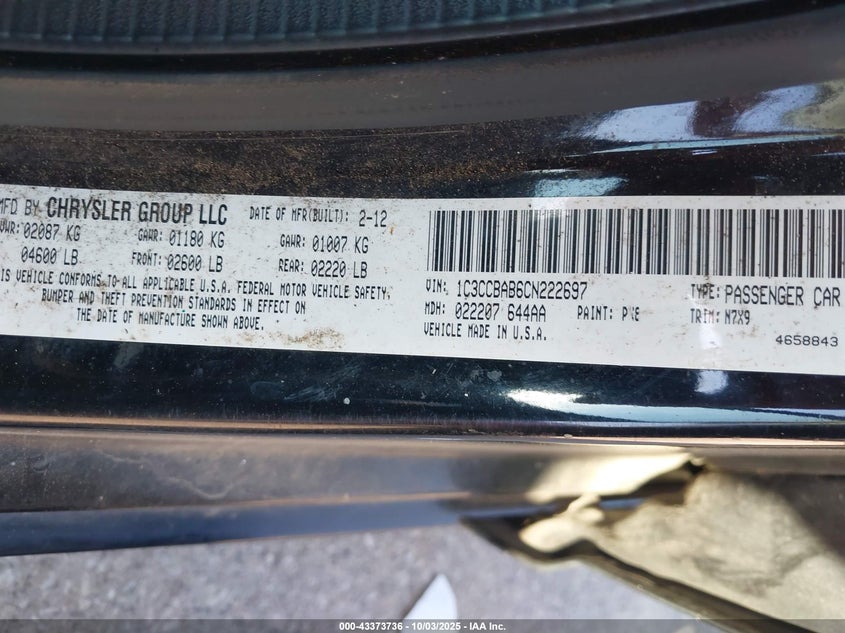 MFD BY CHRYSLER GROUP LLC DATE OF MFR(BUILT): 2-12
GVWR: 02087 KG GAWR: 01180 KG GAWR: 01007 KG
04600 LB FRONT: 02600 LB REAR: 02220 LB
THIS VEHICLE CONFORMS TO ALL APPLICABLE U.S.A. FEDERAL MOTOR VEHICLE SAFETY,
BUMPER AND THEFT PREVENTION STANDARDS IN EFFECT ON
THE DATE OF MANUFACTURE SHOWN ABOVE.
VIN: 1C3CCBAB6CN222697 TYPE: PASSENGER CAR
MDH: 022207 644AA PAINT: TRIM: N7X9
VEHICLE MADE IN U.S.A. 4658843
000-43373736 - 10/03/2025 - IAA Inc.